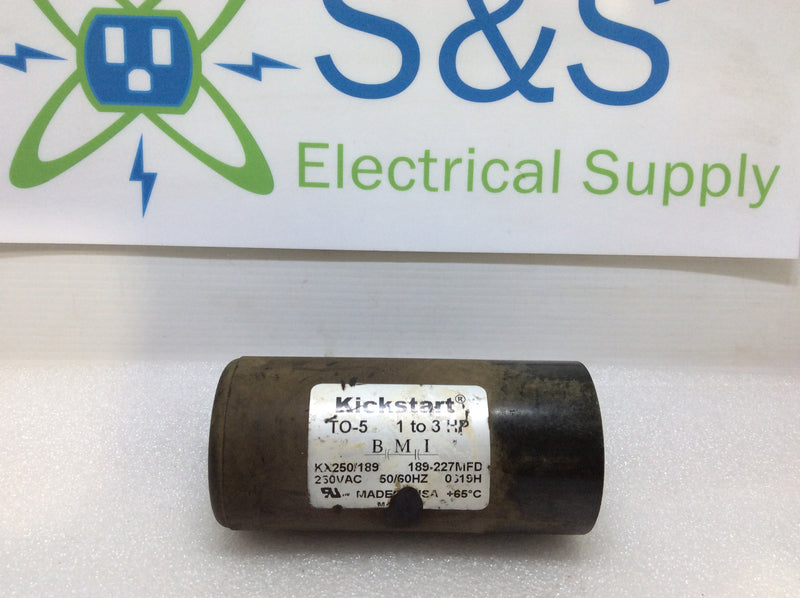 S&S
Electrical Supply
Kickstart®
TO-5 1 to 3 HP
B M I
KX250/189 189-227MFD
250VAC 50/60HZ 0619H
MADE USA +65°C